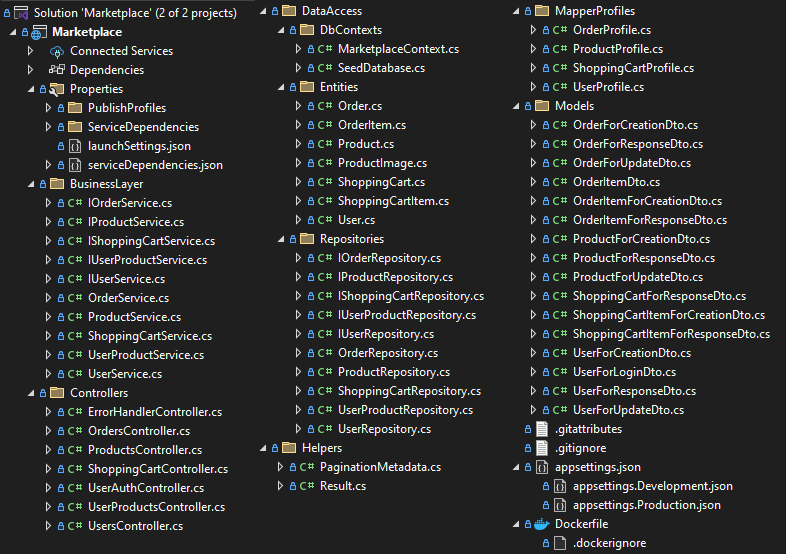 Solution 'Marketplace' (2 of 2 projects)
Marketplace
Connected Services
Dependencies
Properties
PublishProfiles
ServiceDependencies
launchSettings.json
serviceDependencies.json
BusinessLayer
C# IOrderService.cs
C# IProductService.cs
C# IShoppingCartService.cs
C# IUserProductService.cs
C# IUserService.cs
C# OrderService.cs
C# ProductService.cs
C# ShoppingCartService.cs
C# UserProductService.cs
C# UserService.cs
Controllers
C# ErrorHandlerController.cs
C# OrdersController.cs
C# ProductsController.cs
C# ShoppingCartController.cs
C# UserAuthController.cs
C# UserProductsController.cs
C# UsersController.cs
DataAccess
DbContexts
C# MarketplaceContext.cs
C# SeedDatabase.cs
Entities
C# Order.cs
C# OrderItem.cs
C# Product.cs
C# ProductImage.cs
C# ShoppingCart.cs
C# ShoppingCartItem.cs
C# User.cs
Repositories
C# IOrderRepository.cs
C# IProductRepository.cs
C# IShoppingCartRepository.cs
C# IUserProductRepository.cs
C# IUserRepository.cs
C# OrderRepository.cs
C# ProductRepository.cs
C# ShoppingCartRepository.cs
C# UserProductRepository.cs
C# UserRepository.cs
Helpers
C# PaginationMetadata.cs
C# Result.cs
MapperProfiles
C# OrderProfile.cs
C# ProductProfile.cs
C# ShoppingCartProfile.cs
C# UserProfile.cs
Models
C# OrderForCreationDto.cs
C# OrderForResponseDto.cs
C# OrderForUpdateDto.cs
C# OrderItemDto.cs
C# OrderItemForCreationDto.cs
C# OrderItemForResponseDto.cs
C# ProductForCreationDto.cs
C# ProductForResponseDto.cs
C# ProductForUpdateDto.cs
C# ShoppingCartForResponseDto.cs
C# ShoppingCartItemForCreationDto.cs
C# ShoppingCartItemForResponseDto.cs
C# UserForCreationDto.cs
C# UserForLoginDto.cs
C# UserForResponseDto.cs
C# UserForUpdateDto.cs
.gitattributes
.gitignore
appsettings.json
appsettings.Development.json
appsettings.Production.json
Dockerfile
.dockerignore